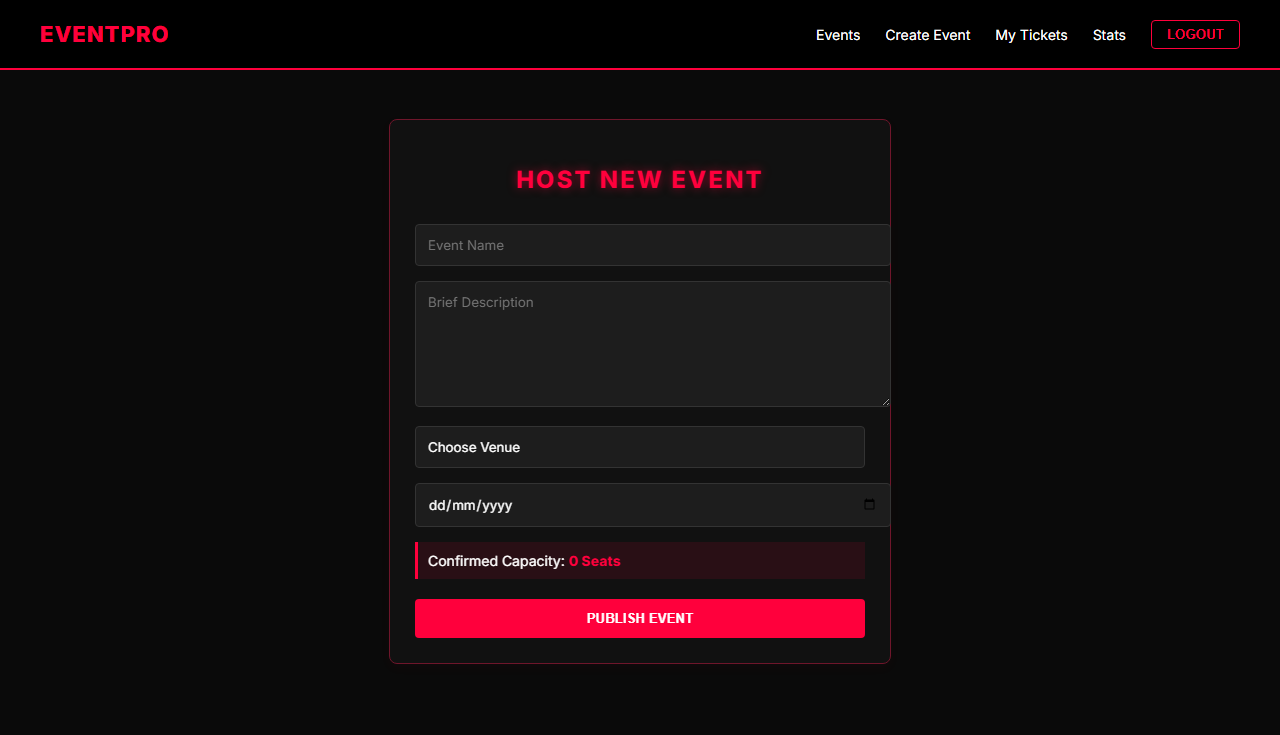 EVENTPRO
Events Create Event My Tickets Stats LOGOUT
HOST NEW EVENT
Event Name
Brief Description
Choose Venue
dd/mm/yyyy
Confirmed Capacity: 0 Seats
PUBLISH EVENT